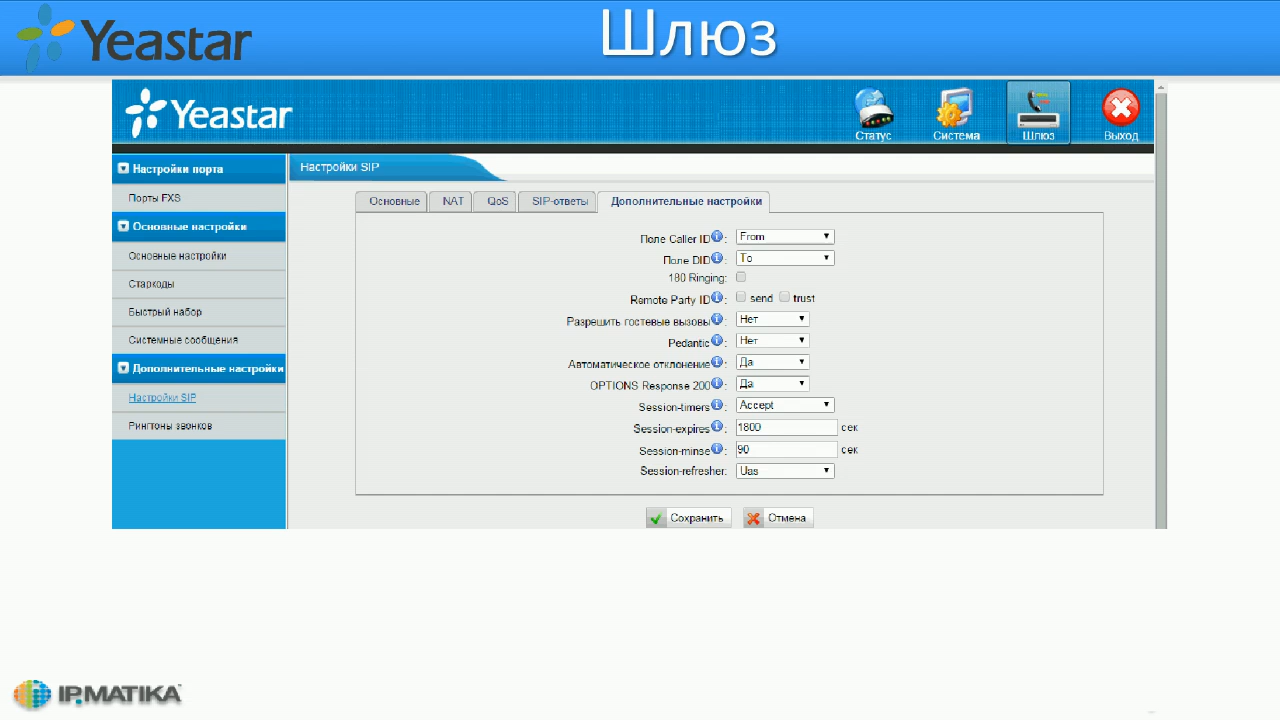 Yeastar
Шлюз
Yeastar
Статус
Система
Шлюз
Выход
Настройки порта
Порты FXS
Основные настройки
Основные настройки
Старкоды
Быстрый набор
Системные сообщения
Дополнительные настройки
Настройки SIP
Рингтоны звонков
Настройки SIP
Основные NAT QoS SIP-ответы Дополнительные настройки
Поле Caller ID : From
Поле DID : To
180 Ringing:
Remote Party ID : send trust
Разрешить гостевые вызовы : Нет
Pedantic : Нет
Автоматическое отклонение : Да
OPTIONS Response 200 : Да
Session-timers : Accept
Session-expires : 1800 сек
Session-minse : 90 сек
Session-refresher: Uas
Сохранить Отмена
IP.MATIKA